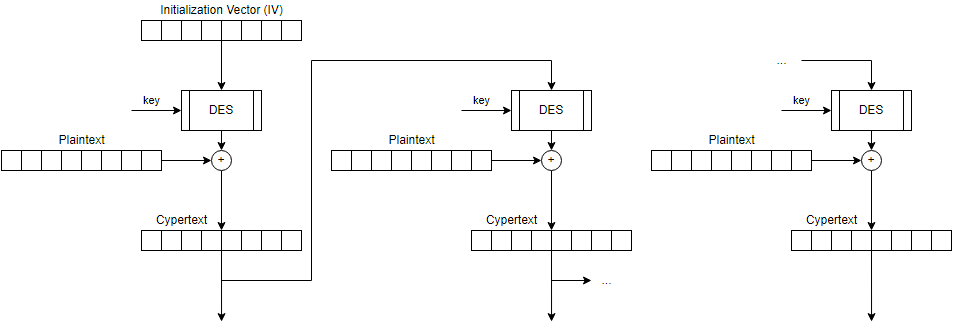 Initialization Vector (IV)
...
key
DES
key
DES
key
DES
Plaintext
+
Plaintext
+
Plaintext
+
Cypertext
Cypertext
Cypertext
...